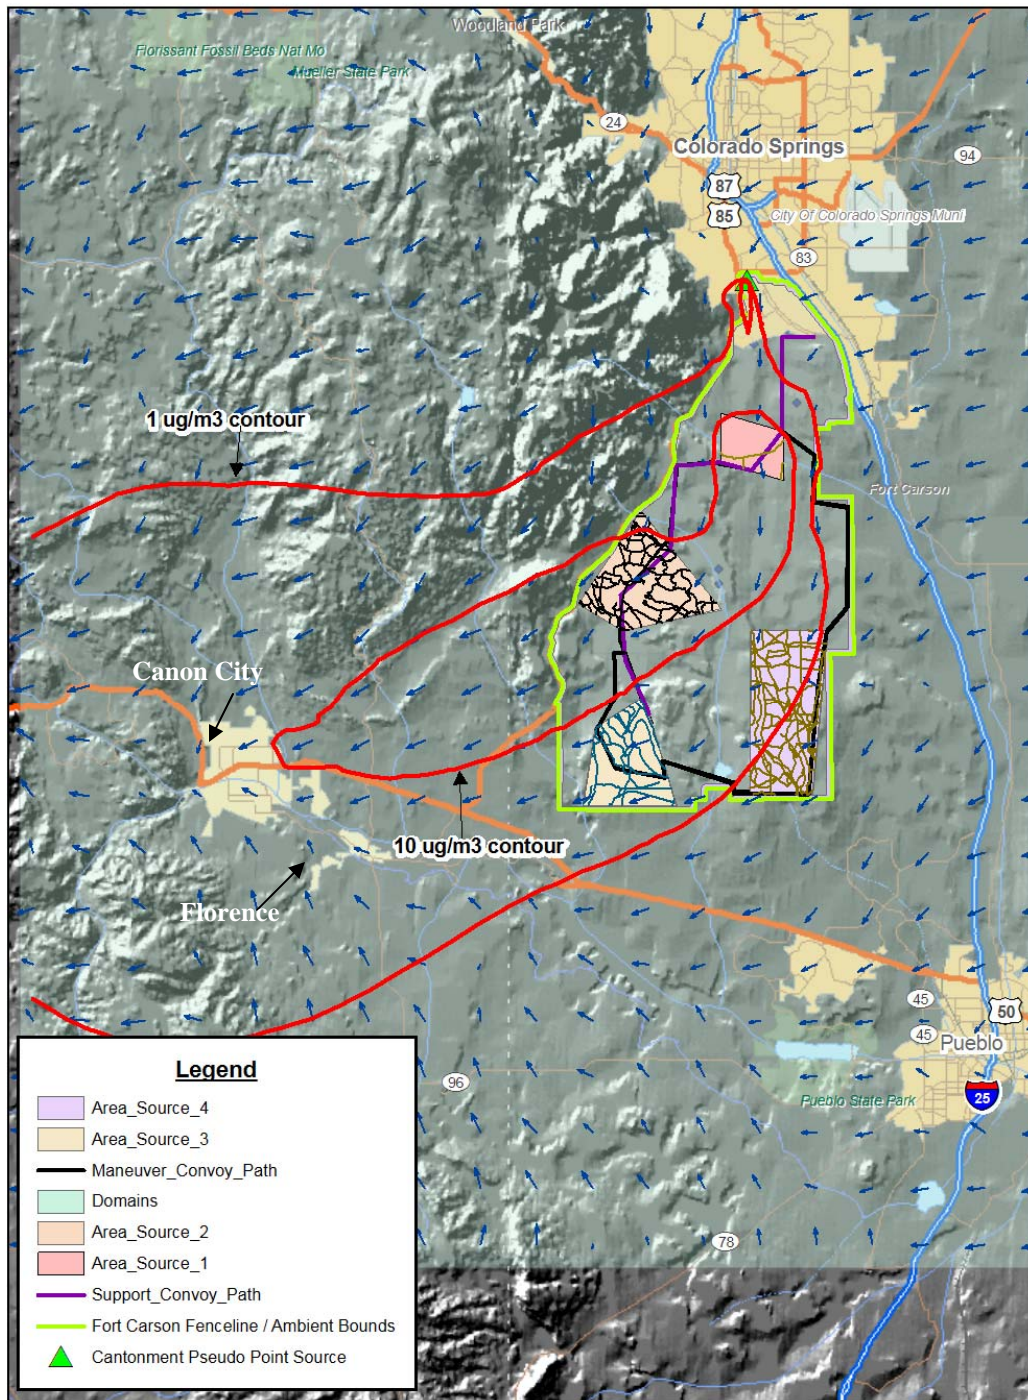 Woodland Park
Florissant Fossil Beds Nat Mo
Mueller State Park
24
Colorado Springs
94
87
85
City Of Colorado Springs Muni
83
1 ug/m3 contour
Fort Carson
Canon City
10 ug/m3 contour
Florence
45
50
45
Pueblo
96
25
Pueblo State Park
78
Legend
Area_Source_4
Area_Source_3
Maneuver_Convoy_Path
Domains
Area_Source_2
Area_Source_1
Support_Convoy_Path
Fort Carson Fenceline / Ambient Bounds
Cantonment Pseudo Point Source